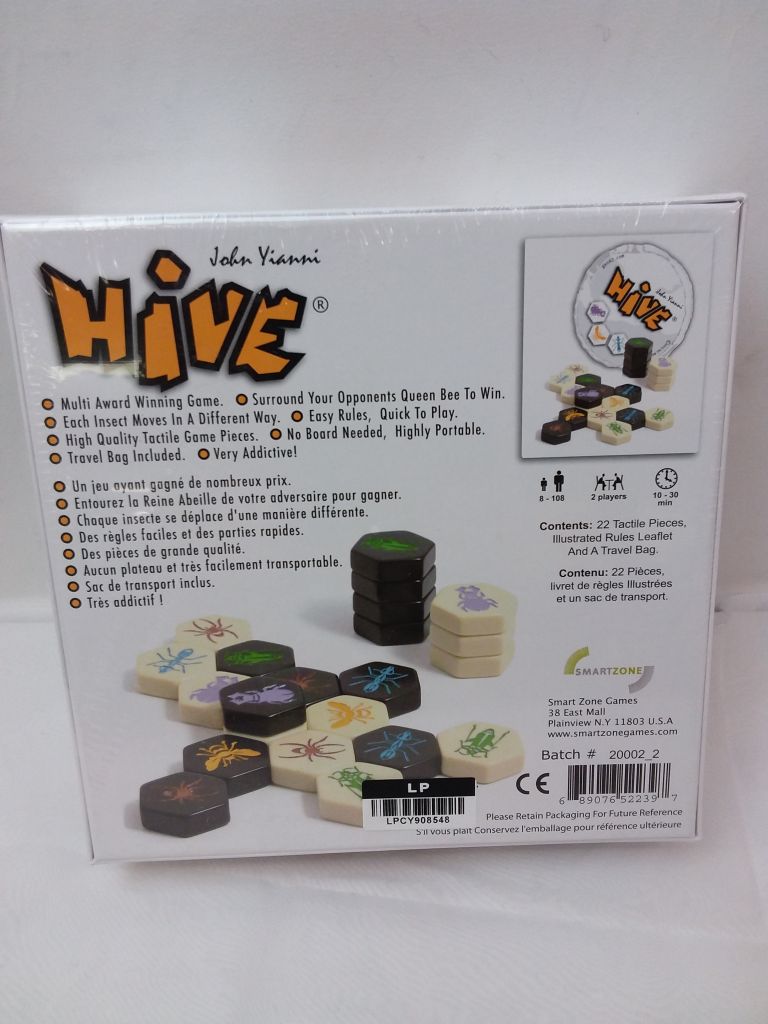 John Yianni
HIVE®
Multi Award Winning Game. Surround Your Opponents Queen Bee To Win.
Each Insect Moves In A Different Way. Easy Rules, Quick To Play.
High Quality Tactile Game Pieces. No Board Needed, Highly Portable.
Travel Bag Included. Very Addictive!
Un jeu ayant gagné de nombreux prix.
Entourez la Reine Abeille de votre adversaire pour gagner.
Chaque insecte se déplace d'une manière différente.
Des règles faciles et des parties rapides.
Des pièces de grande qualité.
Aucun plateau et très facilement transportable.
Sac de transport inclus.
Très addictif !
John Yianni
HIVE®
8 - 108
2 players
10 - 30
min
Contents: 22 Tactile Pieces,
Illustrated Rules Leaflet
And A Travel Bag.
Contenu: 22 Pièces,
livret de règles Illustrées
et un sac de transport.
SMARTZONE
Smart Zone Games
38 East Mall
Plainview N.Y 11803 U.S.A
www.smartzonegames.com
Batch # 20002_2
CE
6 89076 52239 7
LP
LPCY908548
Please Retain Packaging For Future Reference
S'il vous plaît Conservez l'emballage pour référence ultérieure